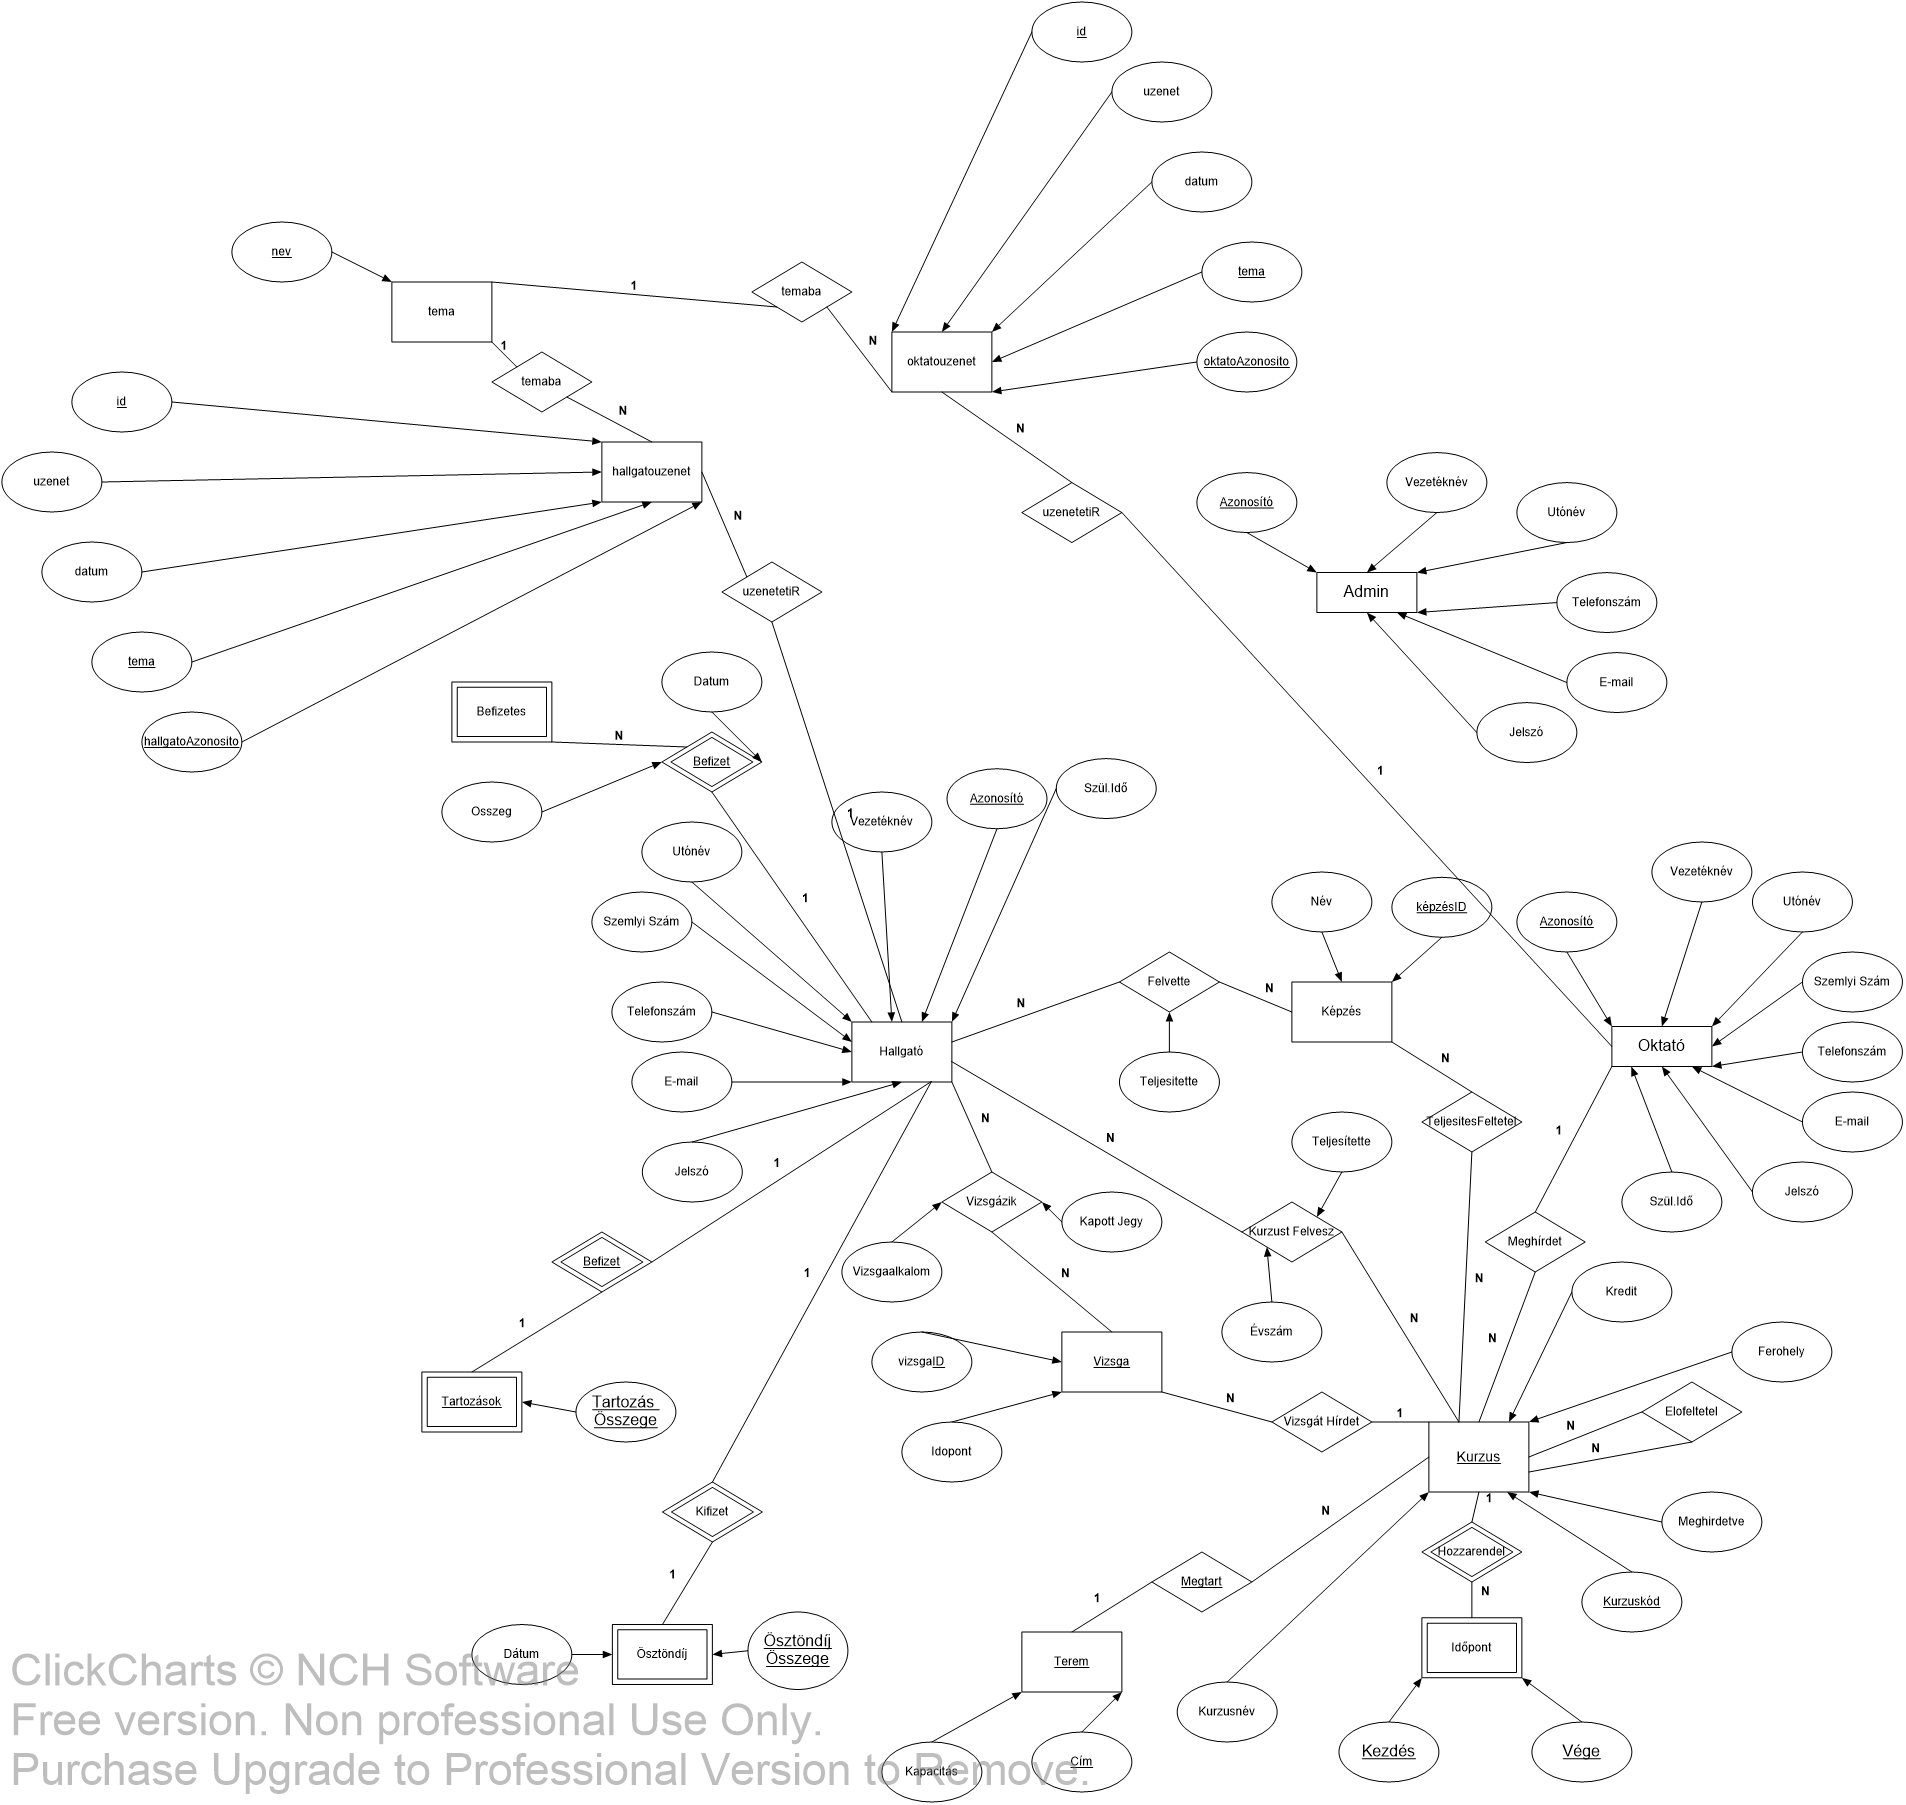 id
uzenet
datum
nev
tema
temaba
1
tema
1
N
oktatouzenet
oktatoAzonosito
temaba
id
N
N
hallgatouzenet
uzenet
Vezetéknév
Azonosító
Utónév
N
uzenetetiR
datum
uzenetetiR
Admin
Telefonszám
tema
Datum
E-mail
Befizetes
N
hallgatoAzonosito
Jelszó
Befizet
1
Osszeg
Azonosító
Szül.Idő
1
Vezetéknév
Utónév
Vezetéknév
1
Név
képzésID
Utónév
Szemlyi Szám
Azonosító
Felvette
N
N
Szemlyi Szám
Telefonszám
Képzés
Hallgató
Oktató
Telefonszám
E-mail
Teljesitette
N
N
TeljesitesFeltetel
E-mail
1
N
Teljesítette
Jelszó
1
Jelszó
Vizsgázik
Szül.Idő
Kapott Jegy
Kurzust Felvesz
Meghírdet
Befizet
Vizsgaalkalom
1
N
N
Kredit
1
N
Évszám
N
N
vizsgaID
Vizsga
Ferohely
Tartozások
Tartozás
Összege
N
1
Vizsgát Hírdet
Elofeltetel
N
N
Idopont
Kurzus
1
Kifizet
N
Meghirdetve
Hozzarendel
1
Megtart
N
1
Kurzuskód
Dátum
Ösztöndíj
Ösztöndíj
Összege
Terem
Időpont
Kurzusnév
Kezdés
Vége
Kapacitás
Cím
ClickCharts © NCH Software
Free version. Non professional Use Only.
Purchase Upgrade to Professional Version to Remove.